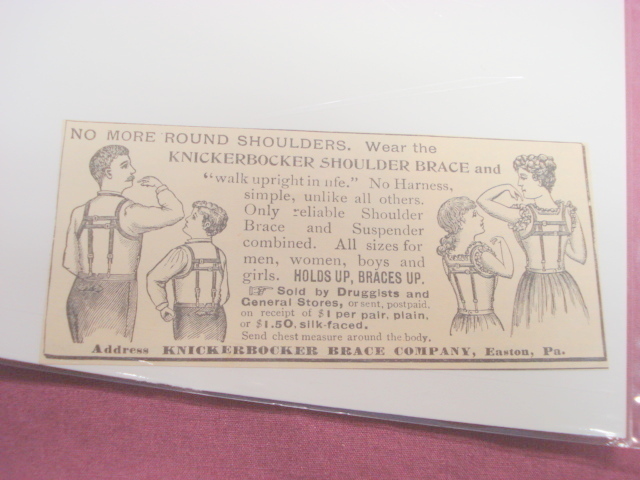 NO MORE ROUND SHOULDERS. Wear the
KNICKERBOCKER SHOULDER BRACE and
"walk upright in life." No Harness,
simple, unlike all others.
Only reliable Shoulder
Brace and Suspender
combined. All sizes for
men, women, boys and
girls. HOLDS UP, BRACES UP.
☞ Sold by Druggists and
General Stores, or sent, postpaid,
on receipt of $1 per pair, plain,
or $1.50, silk-faced.
Send chest measure around the body.
Address KNICKERBOCKER BRACE COMPANY, Easton, Pa.